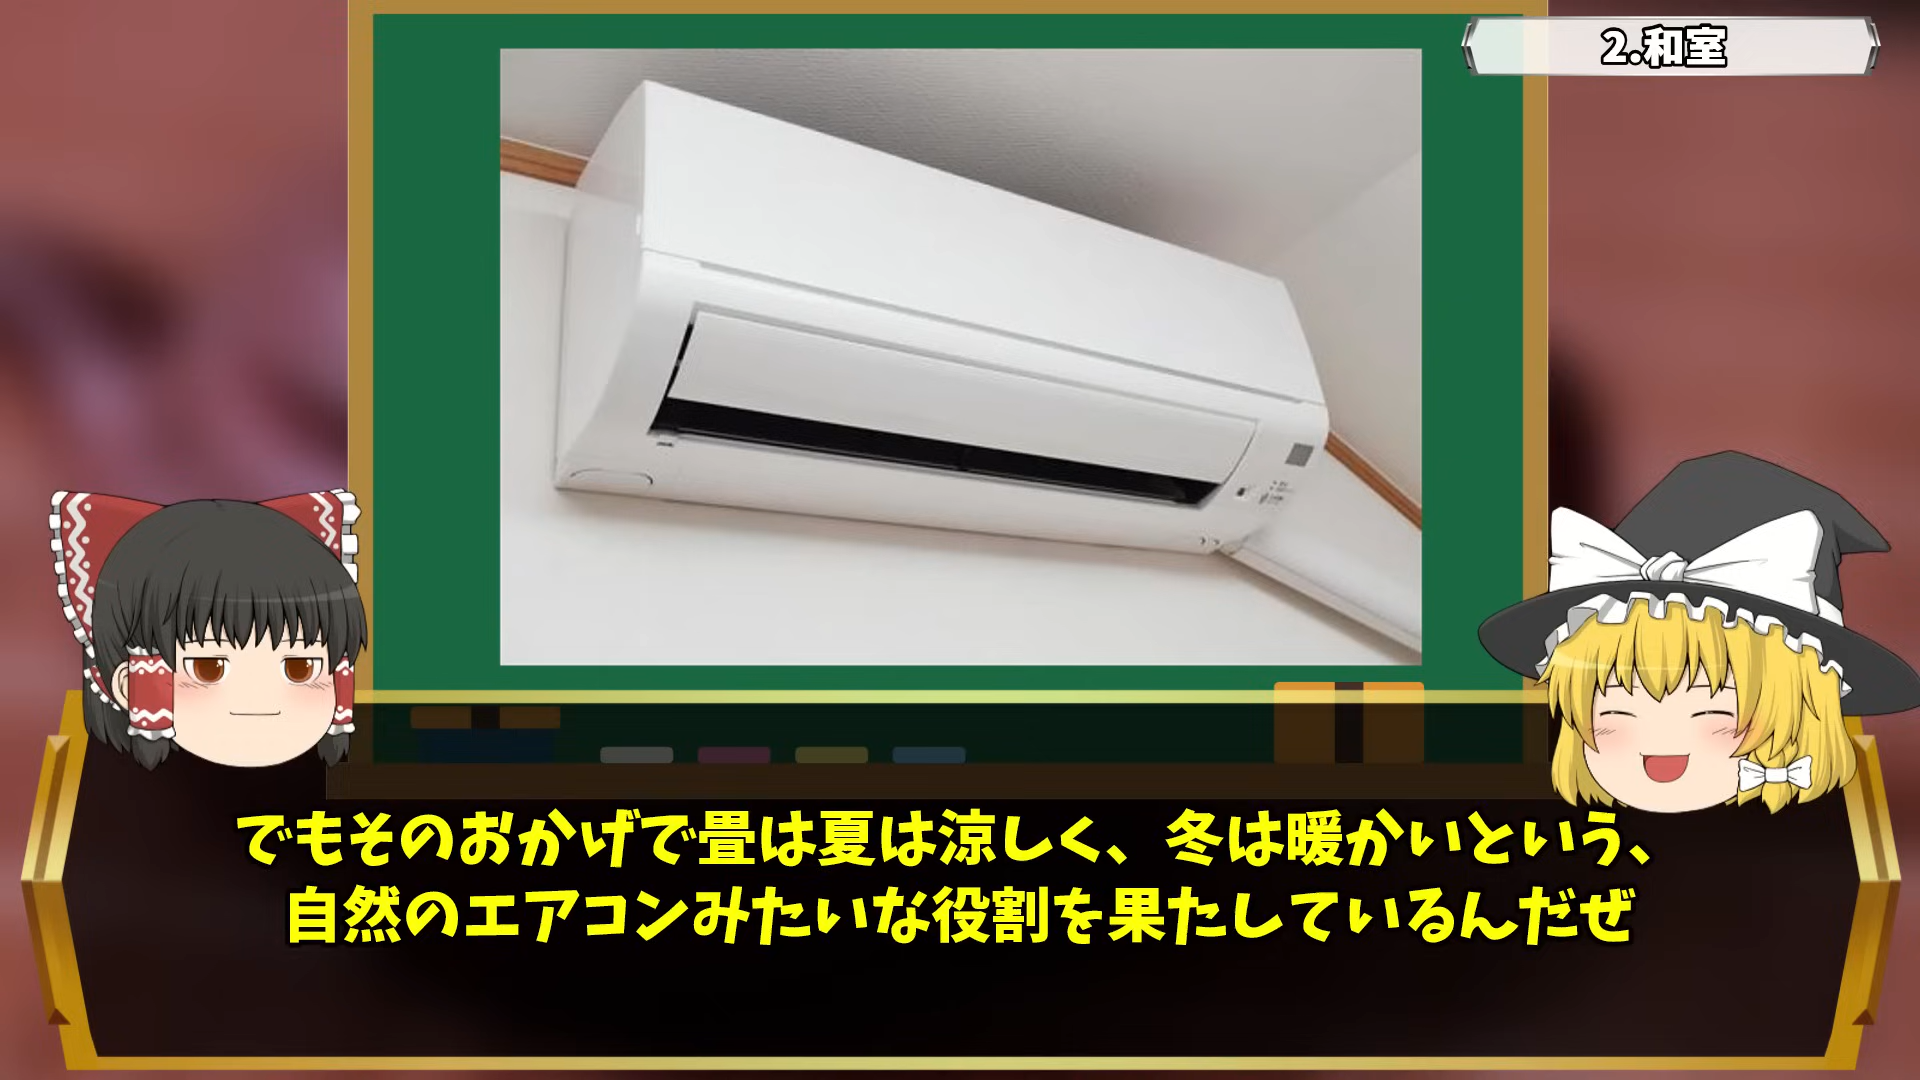 2.和室
でもそのおかげで畳は夏は涼しく、冬は暖かいという、
自然のエアコンみたいな役割を果たしているんだぜ